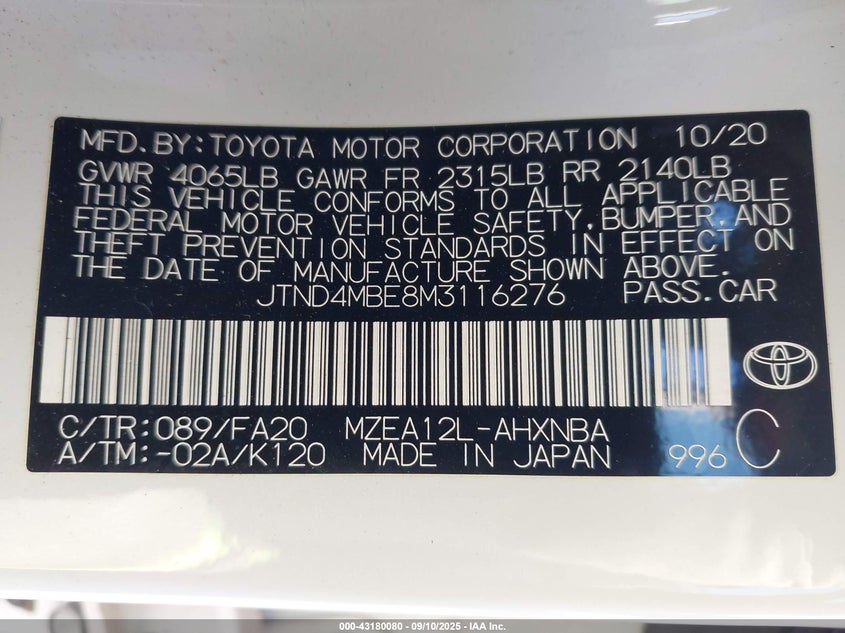 MFD.BY:TOYOTA MOTOR CORPORATION 10/20
GVWR 4065LB GAWR FR 2315LB RR 2140LB
THIS VEHICLE CONFORMS TO ALL APPLICABLE
FEDERAL MOTOR VEHICLE SAFETY,BUMPER,AND
THEFT PREVENTION STANDARDS IN EFFECT ON
THE DATE OF MANUFACTURE SHOWN ABOVE.
JTND4MBE8M3116276 PASS.CAR
C/TR:089/FA20 MZEA12L-AHXNBA
A/TM:-02A/K120 MADE IN JAPAN 996 C
000-43180080 - 09/10/2025 - IAA Inc.